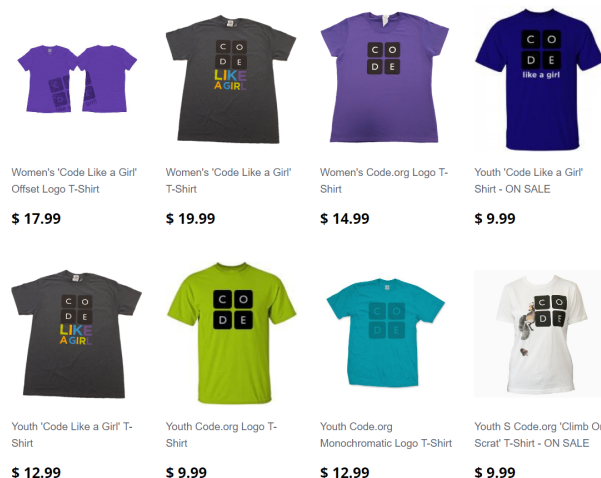 C O
D E
LIKE
A GIRL
C O
D E
C O
D E
like a girl
Women's 'Code Like a Girl'
Offset Logo T-Shirt
Women's 'Code Like a Girl'
T-Shirt
Women's Code.org Logo T-
Shirt
Youth 'Code Like a Girl'
Shirt - ON SALE
$ 17.99
$ 19.99
$ 14.99
$ 9.99
C O
D E
LIKE
A GIRL
C O
D E
C O
D E
C O
D E
Youth 'Code Like a Girl' T-
Shirt
Youth Code.org Logo T-
Shirt
Youth Code.org
Monochromatic Logo T-Shirt
Youth S Code.org 'Climb
Scrat' T-Shirt - ON SALE
$ 12.99
$ 9.99
$ 12.99
$ 9.99